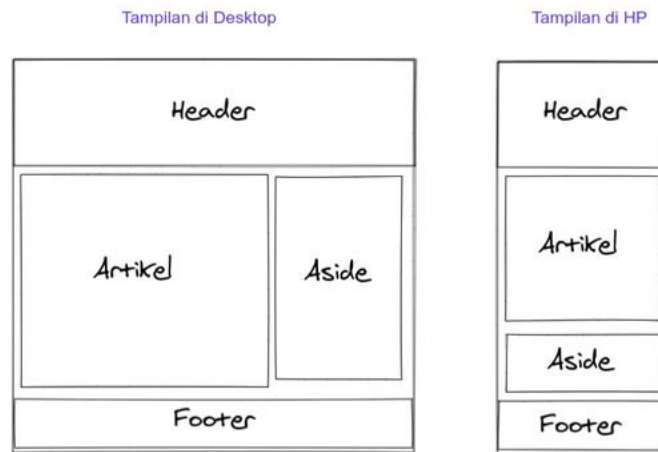 Tampilan di Desktop
Header
Artikel
Aside
Footer
Tampilan di HP
Header
Artikel
Aside
Footer